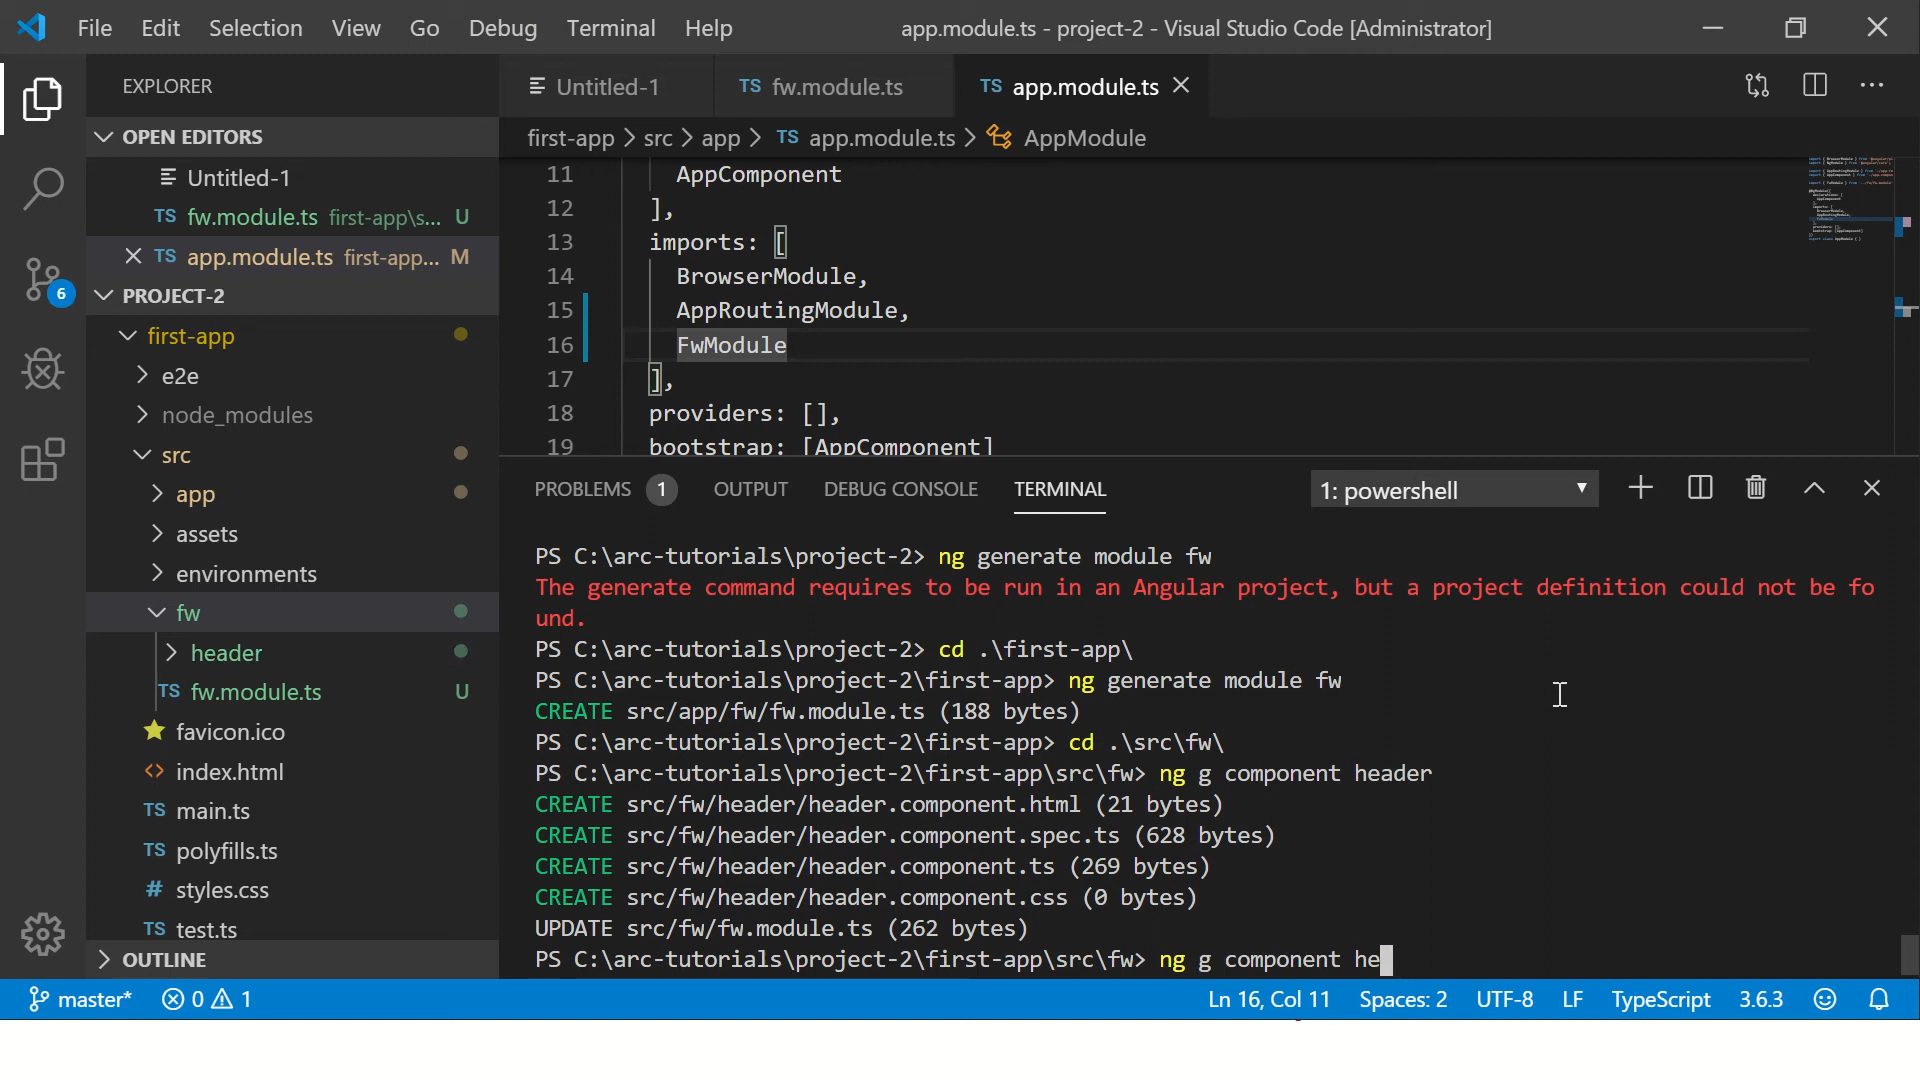 File Edit Selection View Go Debug Terminal Help app.module.ts - project-2 - Visual Studio Code [Administrator]
EXPLORER
Untitled-1 TS fw.module.ts TS app.module.ts
OPEN EDITORS
first-app > src > app > TS app.module.ts > AppModule
Untitled-1
TS fw.module.ts first-app\s... U
TS app.module.ts first-app... M
PROJECT-2
first-app
e2e
node_modules
src
app
assets
environments
fw
header
TS fw.module.ts U
favicon.ico
<> index.html
TS main.ts
TS polyfills.ts
# styles.css
TS test.ts
OUTLINE
6
11 AppComponent
12 ],
13 imports: [
14 BrowserModule,
15 AppRoutingModule,
16 FwModule
17 ],
18 providers: [],
19 bootstrap: [AppComponent]
PROBLEMS 1 OUTPUT DEBUG CONSOLE TERMINAL 1: powershell
PS C:\arc-tutorials\project-2> ng generate module fw
The generate command requires to be run in an Angular project, but a project definition could not be fo
und.
PS C:\arc-tutorials\project-2> cd .\first-app\
PS C:\arc-tutorials\project-2\first-app> ng generate module fw
CREATE src/app/fw/fw.module.ts (188 bytes)
PS C:\arc-tutorials\project-2\first-app> cd .\src\fw\
PS C:\arc-tutorials\project-2\first-app\src\fw> ng g component header
CREATE src/fw/header/header.component.html (21 bytes)
CREATE src/fw/header/header.component.spec.ts (628 bytes)
CREATE src/fw/header/header.component.ts (269 bytes)
CREATE src/fw/header/header.component.css (0 bytes)
UPDATE src/fw/fw.module.ts (262 bytes)
PS C:\arc-tutorials\project-2\first-app\src\fw> ng g component he
master* 0 1 Ln 16, Col 11 Spaces: 2 UTF-8 LF TypeScript 3.6.3